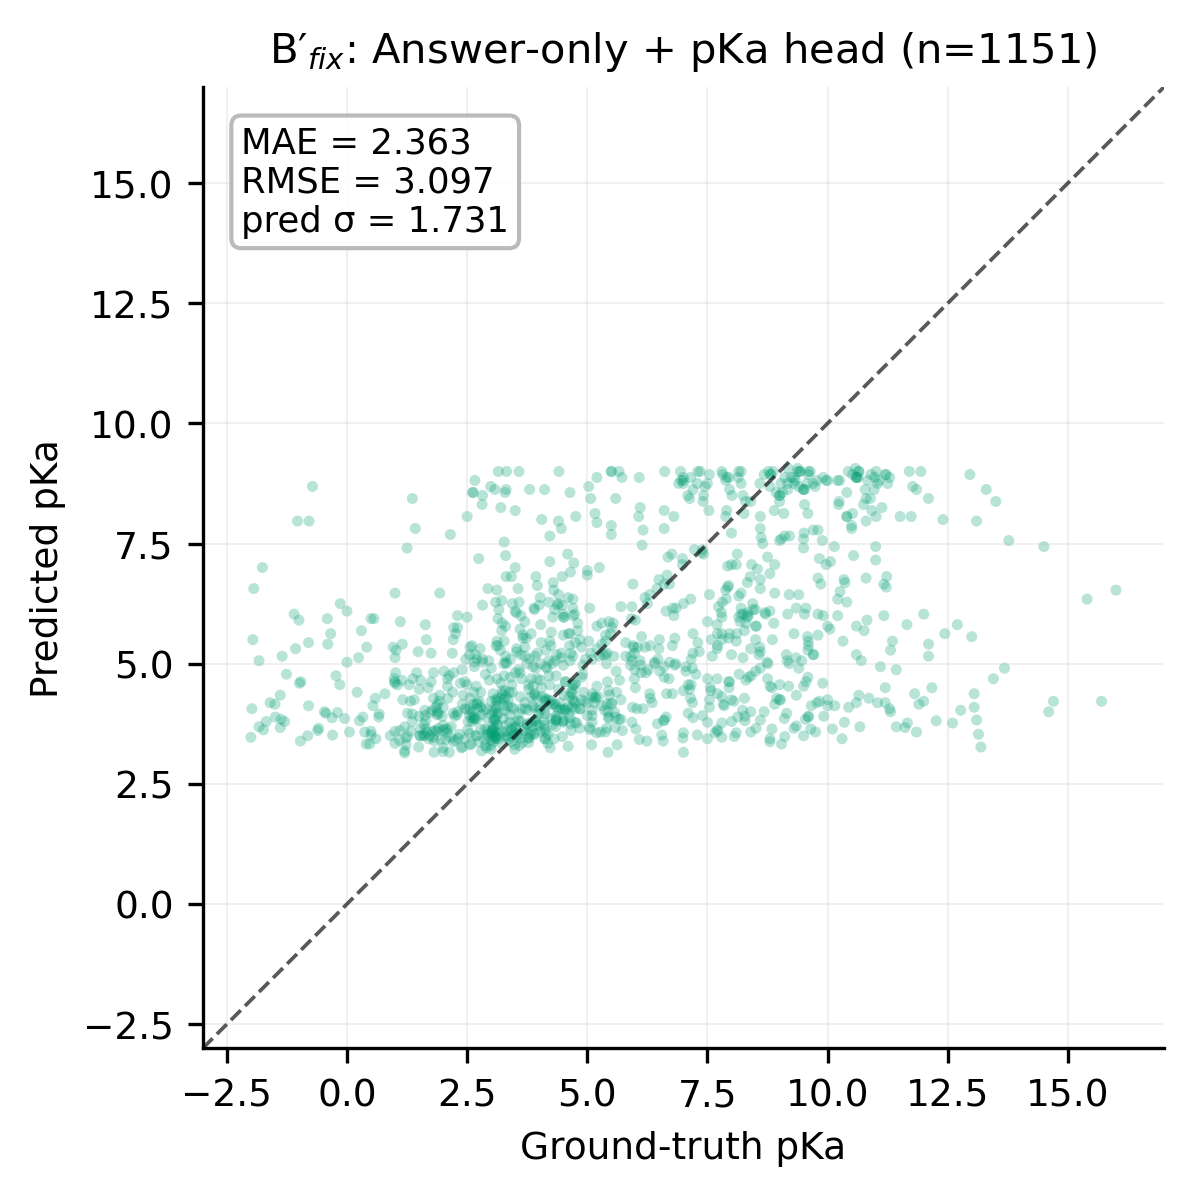 B′fix: Answer-only + pKa head (n=1151)
MAE = 2.363
RMSE = 3.097
pred σ = 1.731
15.0
12.5
10.0
7.5
5.0
2.5
0.0
−2.5
Predicted pKa
−2.5 0.0 2.5 5.0 7.5 10.0 12.5 15.0
Ground-truth pKa